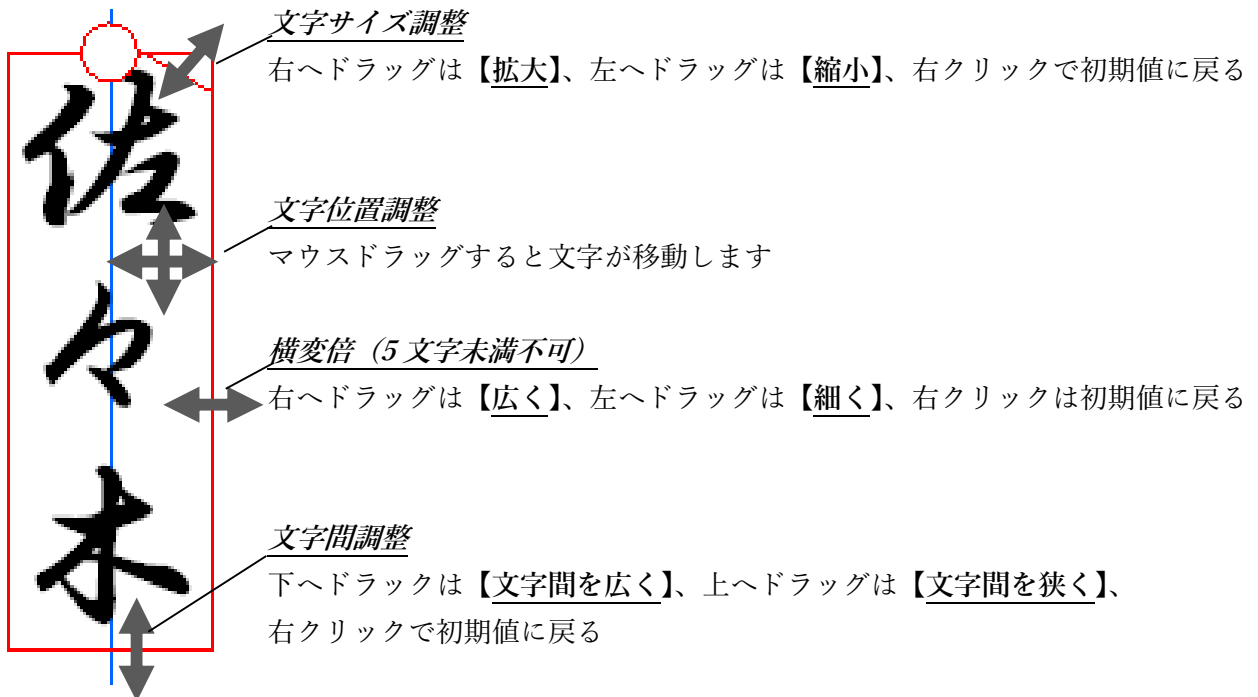 佐々木
文字サイズ調整
右へドラッグは【拡大】、左へドラッグは【縮小】、右クリックで初期値に戻る
文字位置調整
マウスドラッグすると文字が移動します
横変倍（5 文字未満不可）
右へドラッグは【広く】、左へドラッグは【細く】、右クリックは初期値に戻る
文字間調整
下へドラックは【文字間を広く】、上へドラッグは【文字間を狭く】、
右クリックで初期値に戻る